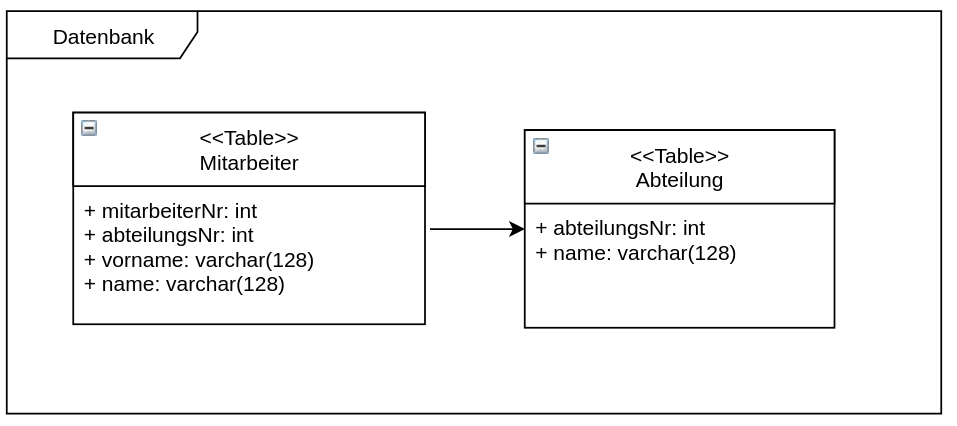 Datenbank
<<Table>>
Mitarbeiter
+ mitarbeiterNr: int
+ abteilungsNr: int
+ vorname: varchar(128)
+ name: varchar(128)
<<Table>>
Abteilung
+ abteilungsNr: int
+ name: varchar(128)